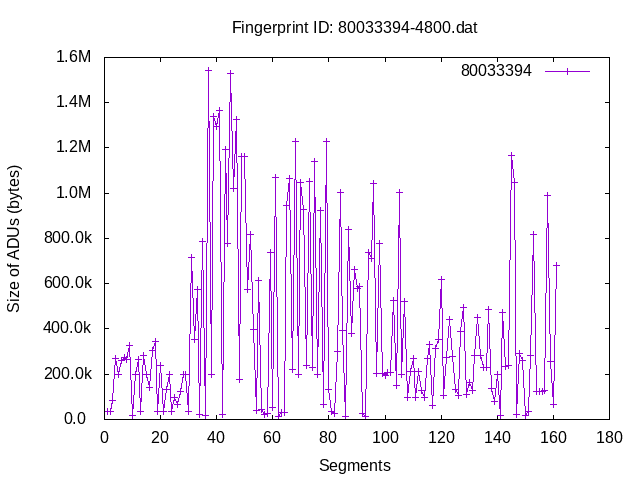 Fingerprint ID: 80033394-4800.dat
80033394
Size of ADUs (bytes)
1.6M
1.4M
1.2M
1.0M
800.0k
600.0k
400.0k
200.0k
0.0
0 20 40 60 80 100 120 140 160 180
Segments